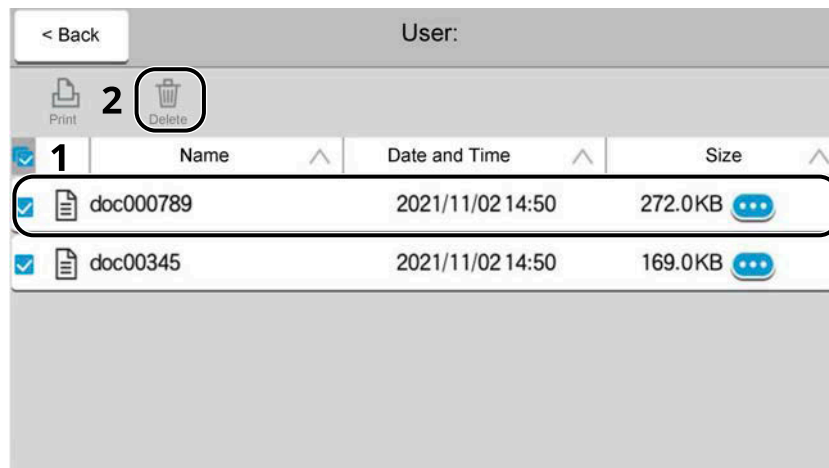 < Back User:
2
Print Delete
1 Name Date and Time Size
doc000789 2021/11/02 14:50 272.0KB
doc00345 2021/11/02 14:50 169.0KB